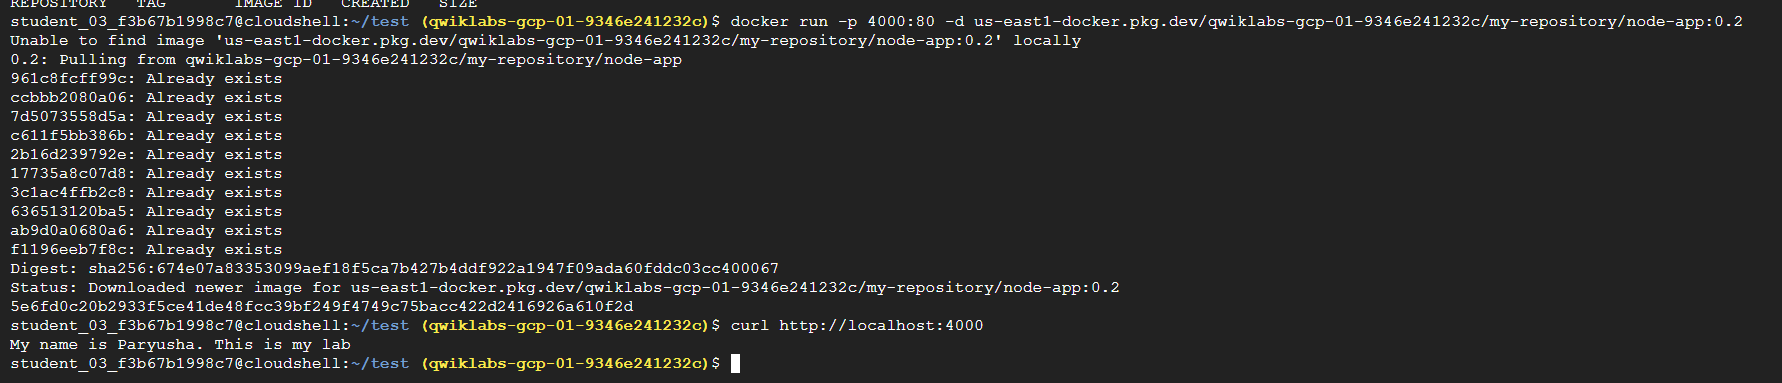 REPOSITORY   TAG       IMAGE ID   CREATED   SIZE
student_03_f3b67b1998c7@cloudshell:~/test (qwiklabs-gcp-01-9346e241232c)$ docker run -p 4000:80 -d us-east1-docker.pkg.dev/qwiklabs-gcp-01-9346e241232c/my-repository/node-app:0.2
Unable to find image 'us-east1-docker.pkg.dev/qwiklabs-gcp-01-9346e241232c/my-repository/node-app:0.2' locally
0.2: Pulling from qwiklabs-gcp-01-9346e241232c/my-repository/node-app
961c8fcff99c: Already exists
ccbbb2080a06: Already exists
7d5073558d5a: Already exists
c611f5bb386b: Already exists
2b16d239792e: Already exists
17735a8c07d8: Already exists
3c1ac4ffb2c8: Already exists
636513120ba5: Already exists
ab9d0a0680a6: Already exists
f1196eeb7f8c: Already exists
Digest: sha256:674e07a83353099aef18f5ca7b427b4ddf922a1947f09ada60fddc03cc400067
Status: Downloaded newer image for us-east1-docker.pkg.dev/qwiklabs-gcp-01-9346e241232c/my-repository/node-app:0.2
5e6fd0c20b2933f5ce41de48fcc39bf249f4749c75bacc422d2416926a610f2d
student_03_f3b67b1998c7@cloudshell:~/test (qwiklabs-gcp-01-9346e241232c)$ curl http://localhost:4000
My name is Paryusha. This is my lab
student_03_f3b67b1998c7@cloudshell:~/test (qwiklabs-gcp-01-9346e241232c)$